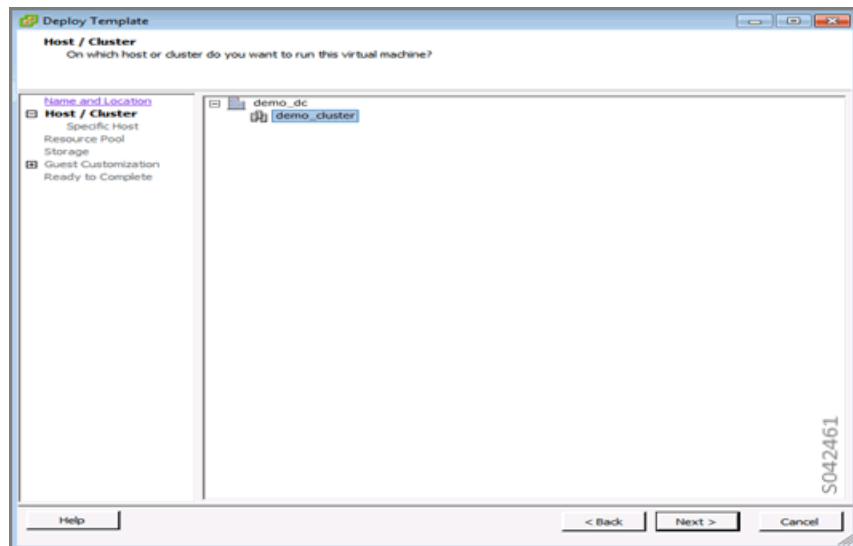 Deploy Template
Host / Cluster
On which host or cluster do you want to run this virtual machine?
Name and Location
Host / Cluster
Specific Host
Resource Pool
Storage
Guest Customization
Ready to Complete
demo_dc
demo_cluster
S042461
Help
< Back
Next >
Cancel